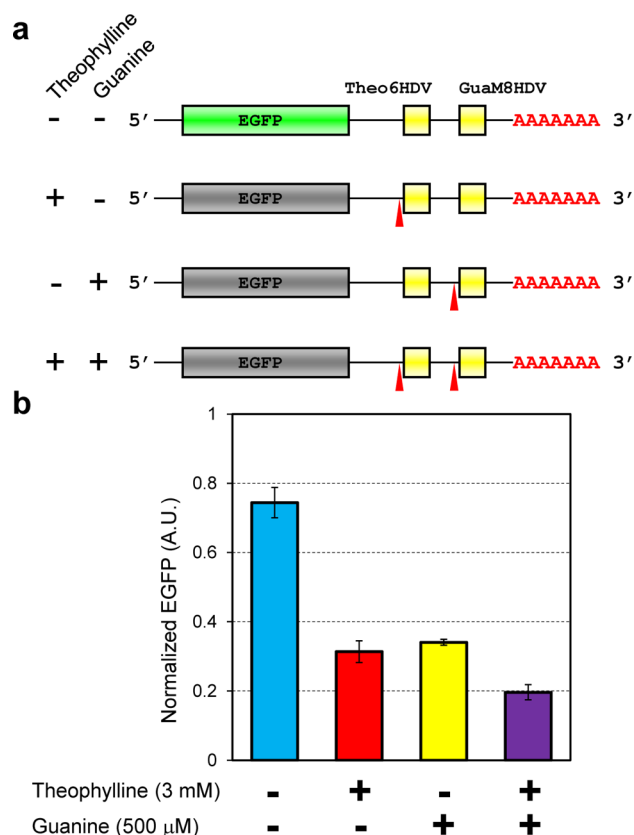 a
Theophylline
Guanine
Theo6HDV GuaM8HDV
- - 5’ EGFP AAAAAAA 3’
+ - 5’ EGFP AAAAAAA 3’
- + 5’ EGFP AAAAAAA 3’
+ + 5’ EGFP AAAAAAA 3’
b
Normalized EGFP (A.U.)
1
0.8
0.6
0.4
0.2
0
Theophylline (3 mM) - + - +
Guanine (500 μM) - - + +